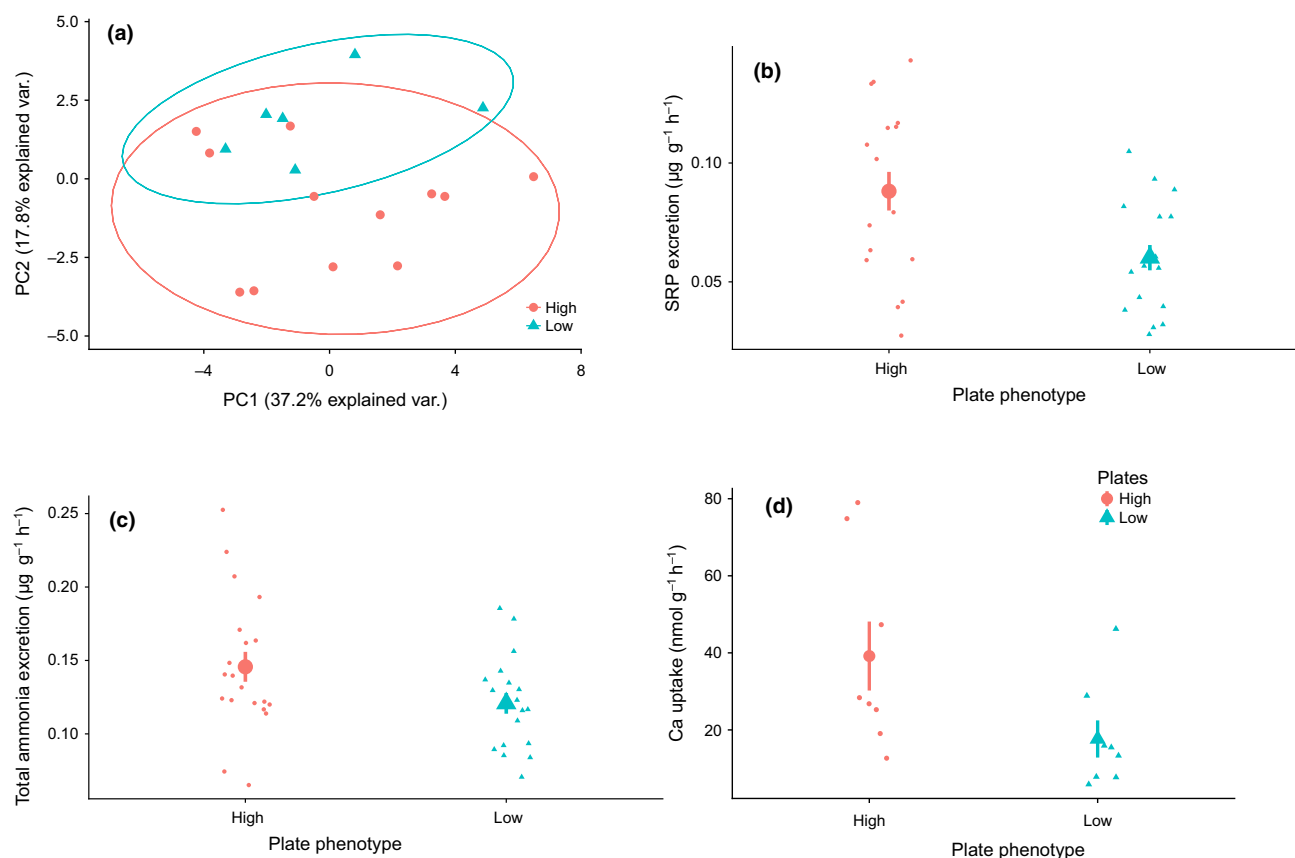 (a)
5.0
2.5
0.0
−2.5
−5.0
PC2 (17.8% explained var.)
High
Low
−4
0
4
8
PC1 (37.2% explained var.)
(b)
0.10
0.05
SRP excretion (µg g⁻¹ h⁻¹)
High
Low
Plate phenotype
(c)
0.25
0.20
0.15
0.10
Total ammonia excretion (µg g⁻¹ h⁻¹)
High
Low
Plate phenotype
(d)
Plates
High
Low
80
60
40
20
Ca uptake (nmol g⁻¹ h⁻¹)
High
Low
Plate phenotype